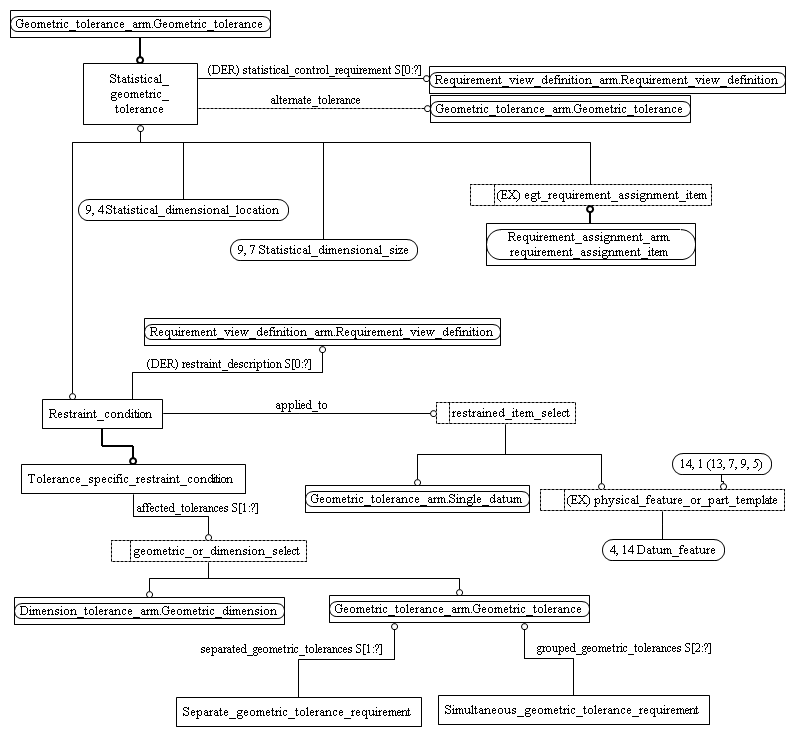 Geometric_tolerance_arm.Geometric_tolerance
Statistical_
geometric_
tolerance
(DER) statistical_control_requirement S[0:?]
Requirement_view_definition_arm.Requirement_view_definition
alternate_tolerance
Geometric_tolerance_arm.Geometric_tolerance
9, 4Statistical_dimensional_location
(EX) egt_requirement_assignment_item
9, 7 Statistical_dimensional_size
Requirement_assignment_arm
requirement_assignment_item
Requirement_view_definition_arm.Requirement_view_definition
(DER) restraint_description S[0:?]
Restraint_condition
applied_to
restrained_item_select
14, 1 (13, 7, 9, 5)
Tolerance_specific_restraint_condition
Geometric_tolerance_arm.Single_datum
(EX) physical_feature_or_part_template
affected_tolerances S[1:?]
geometric_or_dimension_select
4, 14 Datum_feature
Dimension_tolerance_arm.Geometric_dimension
Geometric_tolerance_arm.Geometric_tolerance
separated_geometric_tolerances S[1:?]
grouped_geometric_tolerances S[2:?]
Separate_geometric_tolerance_requirement
Simultaneous_geometric_tolerance_requirement